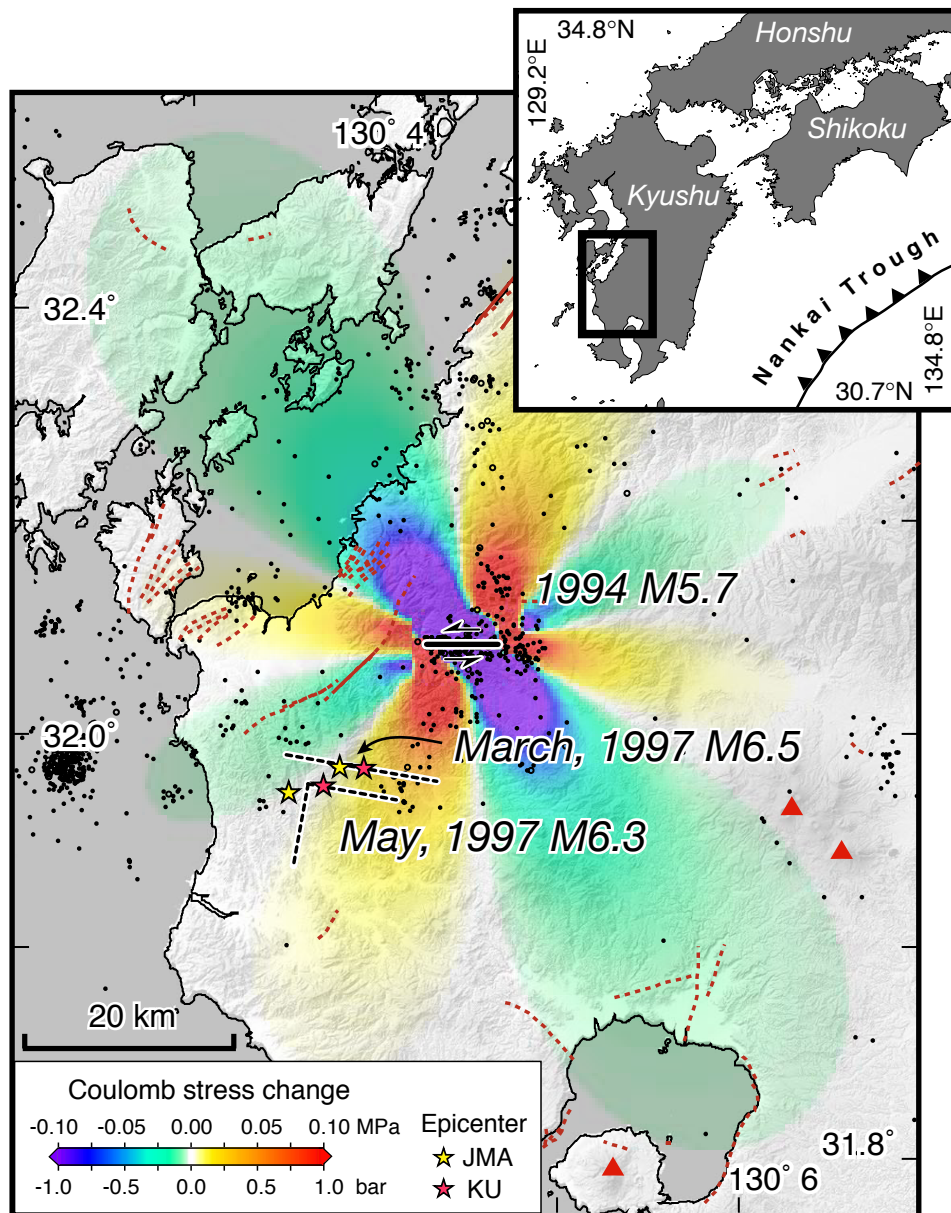 34.8°N
129.2°E
Honshu
Shikoku
Kyushu
Nankai Trough
134.8°E
30.7°N
130° 4
32.4°
1994 M5.7
32.0°
March, 1997 M6.5
May, 1997 M6.3
20 km
31.8°
130° 6
Coulomb stress change
-0.10 -0.05 0.00 0.05 0.10 MPa
-1.0 -0.5 0.0 0.5 1.0 bar
Epicenter
JMA
KU